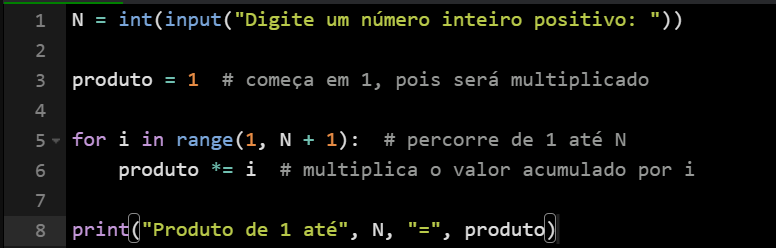 1 N = int(input("Digite um número inteiro positivo: "))
2
3 produto = 1  # começa em 1, pois será multiplicado
4
5 for i in range(1, N + 1):  # percorre de 1 até N
6     produto *= i  # multiplica o valor acumulado por i
7
8 print("Produto de 1 até", N, "=", produto)